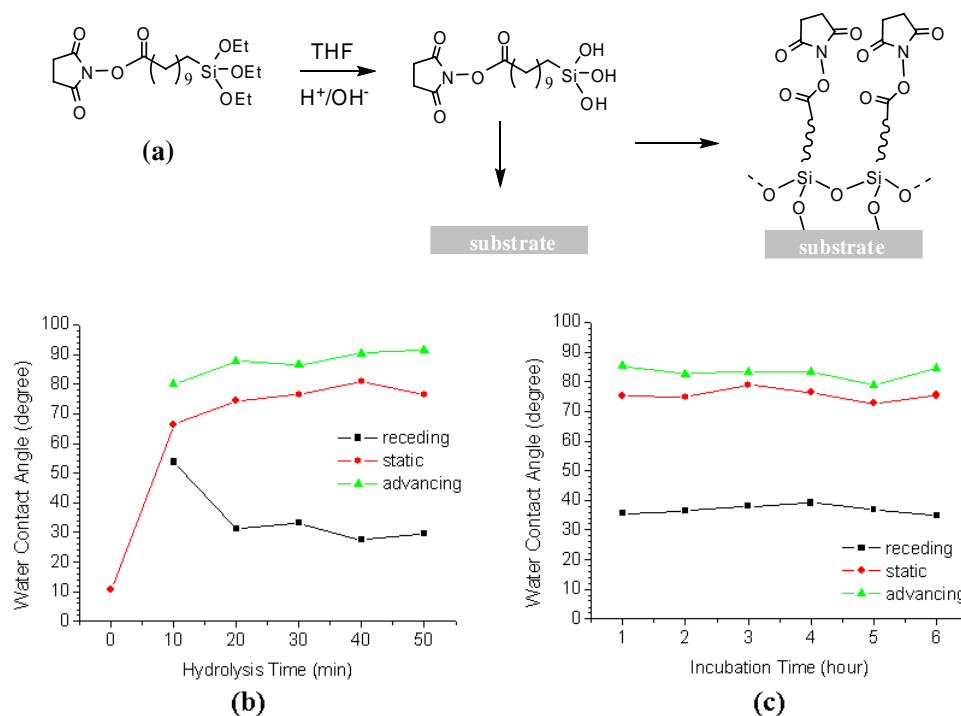 O
O
N
O
O
9
Si
OEt
OEt
OEt
THF
H+/OH-
O
O
N
O
O
9
Si
OH
OH
OH
O
N
O
O
N
O
O
O
O
O
Si
Si
O
O
O
O
O
(a)
substrate
substrate
100
90
80
70
60
50
40
30
20
10
0
Water Contact Angle (degree)
receding
static
advancing
0 10 20 30 40 50
Hydrolysis Time (min)
(b)
100
90
80
70
60
50
40
30
20
10
0
Water Contact Angle (degree)
receding
static
advancing
1 2 3 4 5 6
Incubation Time (hour)
(c)